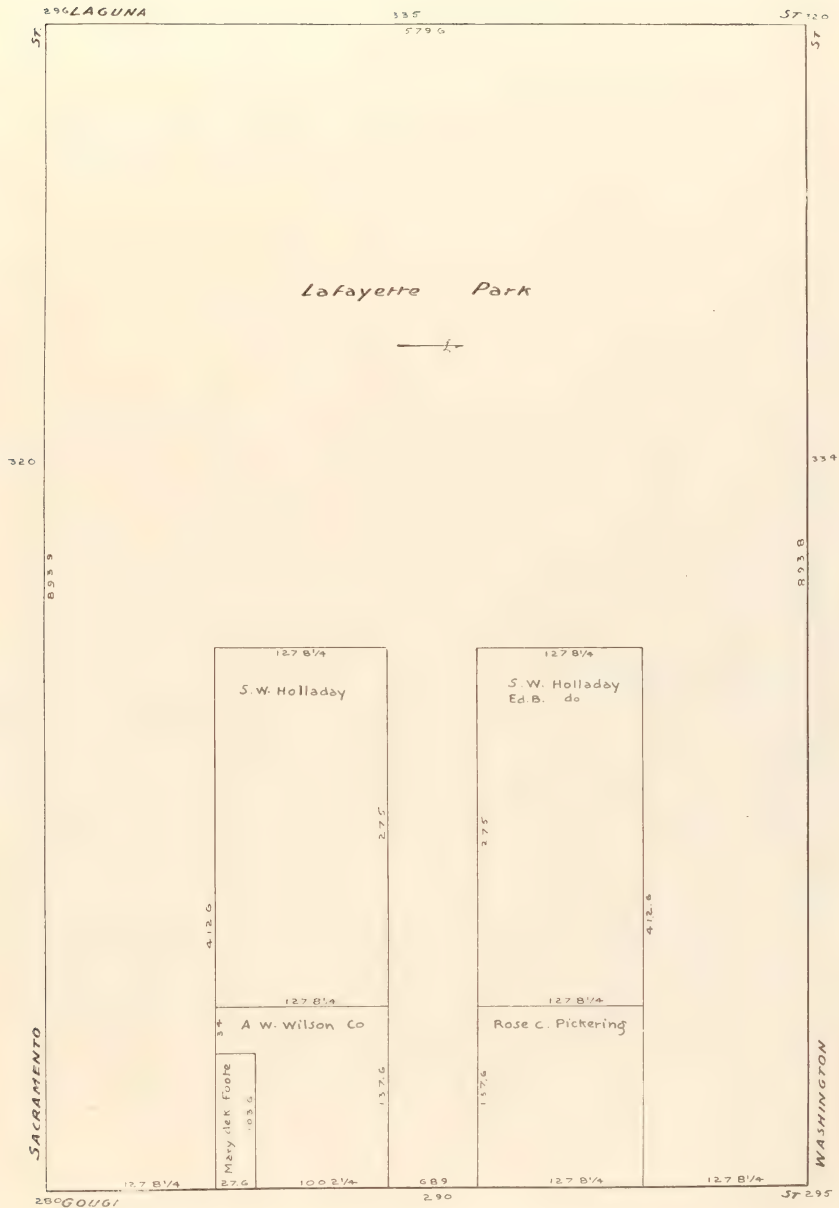 296 LAGUNA 335 ST 120
ST.
579 6
ST
Lafayette Park
320
334
893 9
893 8
127 8 1/4
127 8 1/4
S. W. Holladay
S. W. Holladay
Ed. B. do
275
275
412 6
412.6
127 8 1/4
127 8 1/4
34
A W. Wilson Co
Rose C. Pickering
Mary
Foote
103 6
137.6
137.6
SACRAMENTO
WASHINGTON
127 8 1/4
27 6
100 2 1/4
68 9
127 8 1/4
127 8 1/4
280 GOUGH 290 ST 295